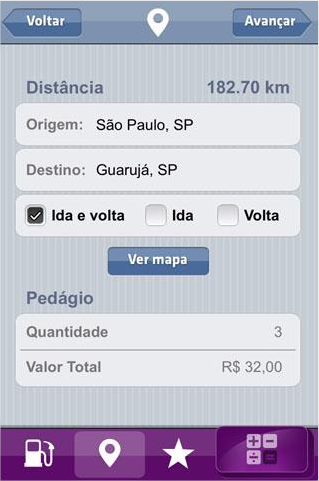 Voltar Avançar
Distância 182.70 km
Origem: São Paulo, SP
Destino: Guarujá, SP
Ida e volta Ida Volta
Ver mapa
Pedágio
Quantidade 3
Valor Total R$ 32,00